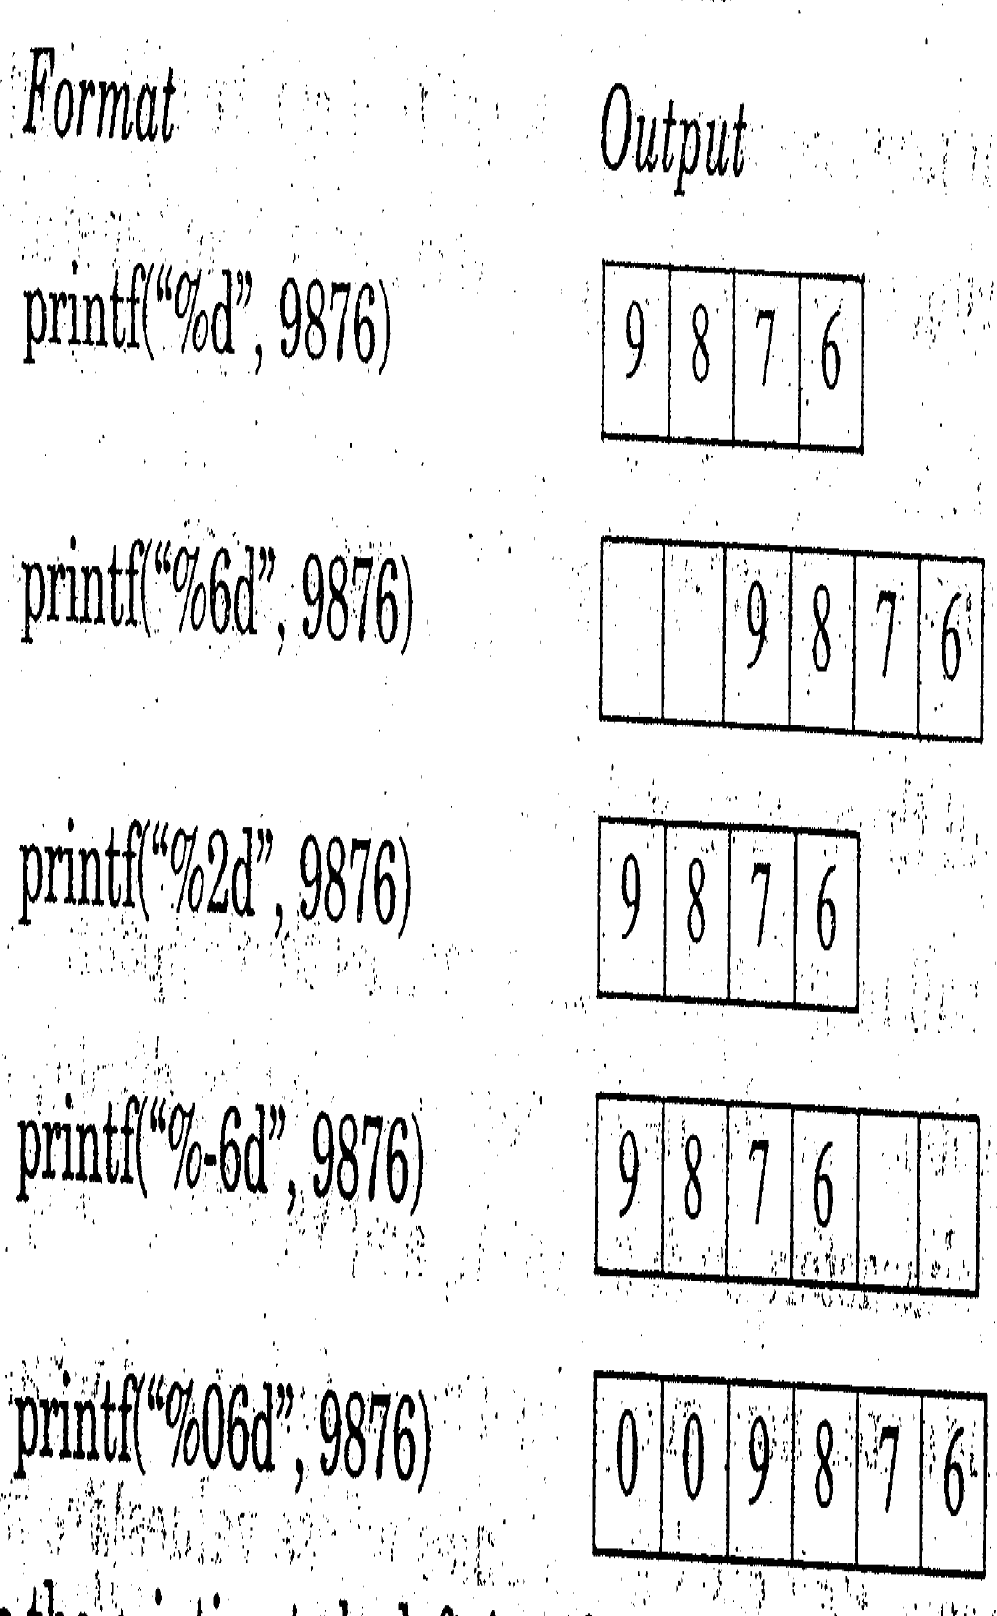 Format Output
printf(“%d”, 9876) 9 8 7 6
printf(“%6d”, 9876) 9 8 7 6
printf(“%2d”, 9876) 9 8 7 6
printf(“%-6d”, 9876) 9 8 7 6
printf(“%06d”, 9876) 0 0 9 8 7 6
the